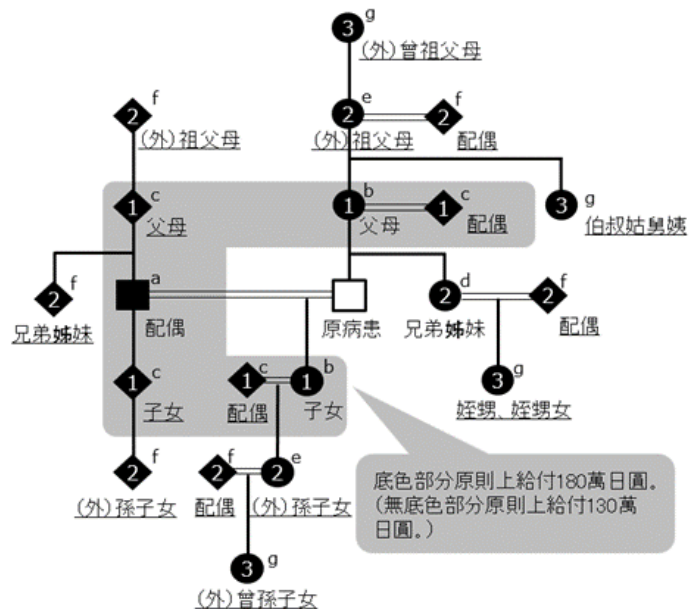 3 g
(外)曾祖父母
2 f
2 e
2 f
(外)祖父母
(外)祖父母
配偶
1 c
1 b
1 c
3 g
父母
父母
配偶
伯叔姑舅姨
2 f
a
2 d
2 f
兄弟姊妹
配偶
原病患
兄弟姊妹
配偶
1 c
1 c
1 b
3 g
子女
配偶
子女
姪甥、姪甥女
2 f
2 f
2 e
(外)孫子女
配偶
(外)孫子女
底色部分原則上給付180萬日圓。
(無底色部分原則上給付130萬
日圓。)
3 g
(外)曾孫子女